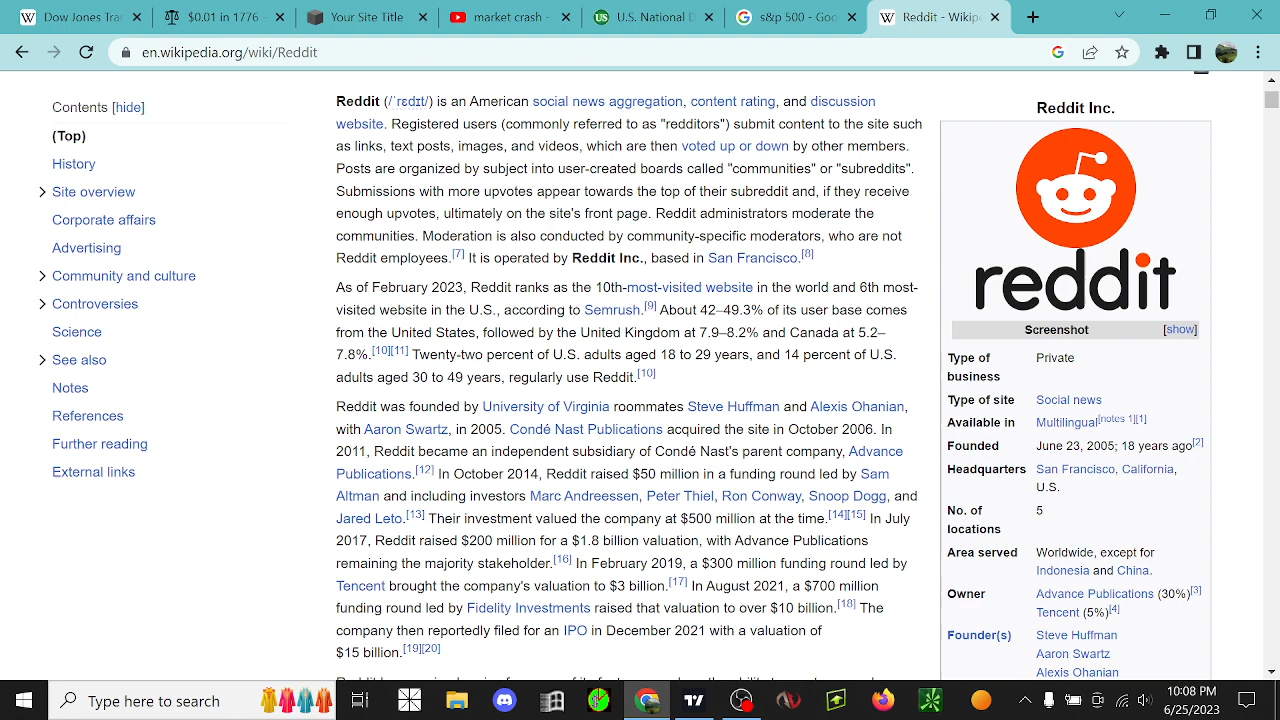 Dow Jones Tra
$0.01 in 1776 -
Your Site Title
market crash -
U.S. National D
s&p 500 - Goo
Reddit - Wikip
en.wikipedia.org/wiki/Reddit
Contents [hide]
(Top)
History
Site overview
Corporate affairs
Advertising
Community and culture
Controversies
Science
See also
Notes
References
Further reading
External links
Reddit (/ˈrɛdɪt/) is an American social news aggregation, content rating, and discussion
website. Registered users (commonly referred to as "redditors") submit content to the site such
as links, text posts, images, and videos, which are then voted up or down by other members.
Posts are organized by subject into user-created boards called "communities" or "subreddits".
Submissions with more upvotes appear towards the top of their subreddit and, if they receive
enough upvotes, ultimately on the site's front page. Reddit administrators moderate the
communities. Moderation is also conducted by community-specific moderators, who are not
Reddit employees.[7] It is operated by Reddit Inc., based in San Francisco.[8]
As of February 2023, Reddit ranks as the 10th-most-visited website in the world and 6th most-
visited website in the U.S., according to Semrush.[9] About 42–49.3% of its user base comes
from the United States, followed by the United Kingdom at 7.9–8.2% and Canada at 5.2–
7.8%.[10][11] Twenty-two percent of U.S. adults aged 18 to 29 years, and 14 percent of U.S.
adults aged 30 to 49 years, regularly use Reddit.[10]
Reddit was founded by University of Virginia roommates Steve Huffman and Alexis Ohanian,
with Aaron Swartz, in 2005. Condé Nast Publications acquired the site in October 2006. In
2011, Reddit became an independent subsidiary of Condé Nast's parent company, Advance
Publications.[12] In October 2014, Reddit raised $50 million in a funding round led by Sam
Altman and including investors Marc Andreessen, Peter Thiel, Ron Conway, Snoop Dogg, and
Jared Leto.[13] Their investment valued the company at $500 million at the time.[14][15] In July
2017, Reddit raised $200 million for a $1.8 billion valuation, with Advance Publications
remaining the majority stakeholder.[16] In February 2019, a $300 million funding round led by
Tencent brought the company's valuation to $3 billion.[17] In August 2021, a $700 million
funding round led by Fidelity Investments raised that valuation to over $10 billion.[18] The
company then reportedly filed for an IPO in December 2021 with a valuation of
$15 billion.[19][20]
Reddit Inc.
reddit
Screenshot [show]
Type of business Private
Type of site Social news
Available in Multilingual[notes 1][1]
Founded June 23, 2005; 18 years ago[2]
Headquarters San Francisco, California,
U.S.
No. of locations 5
Area served Worldwide, except for
Indonesia and China.
Owner Advance Publications (30%)[3]
Tencent (5%)[4]
Founder(s) Steve Huffman
Aaron Swartz
Alexis Ohanian
Type here to search
10:08 PM
6/25/2023